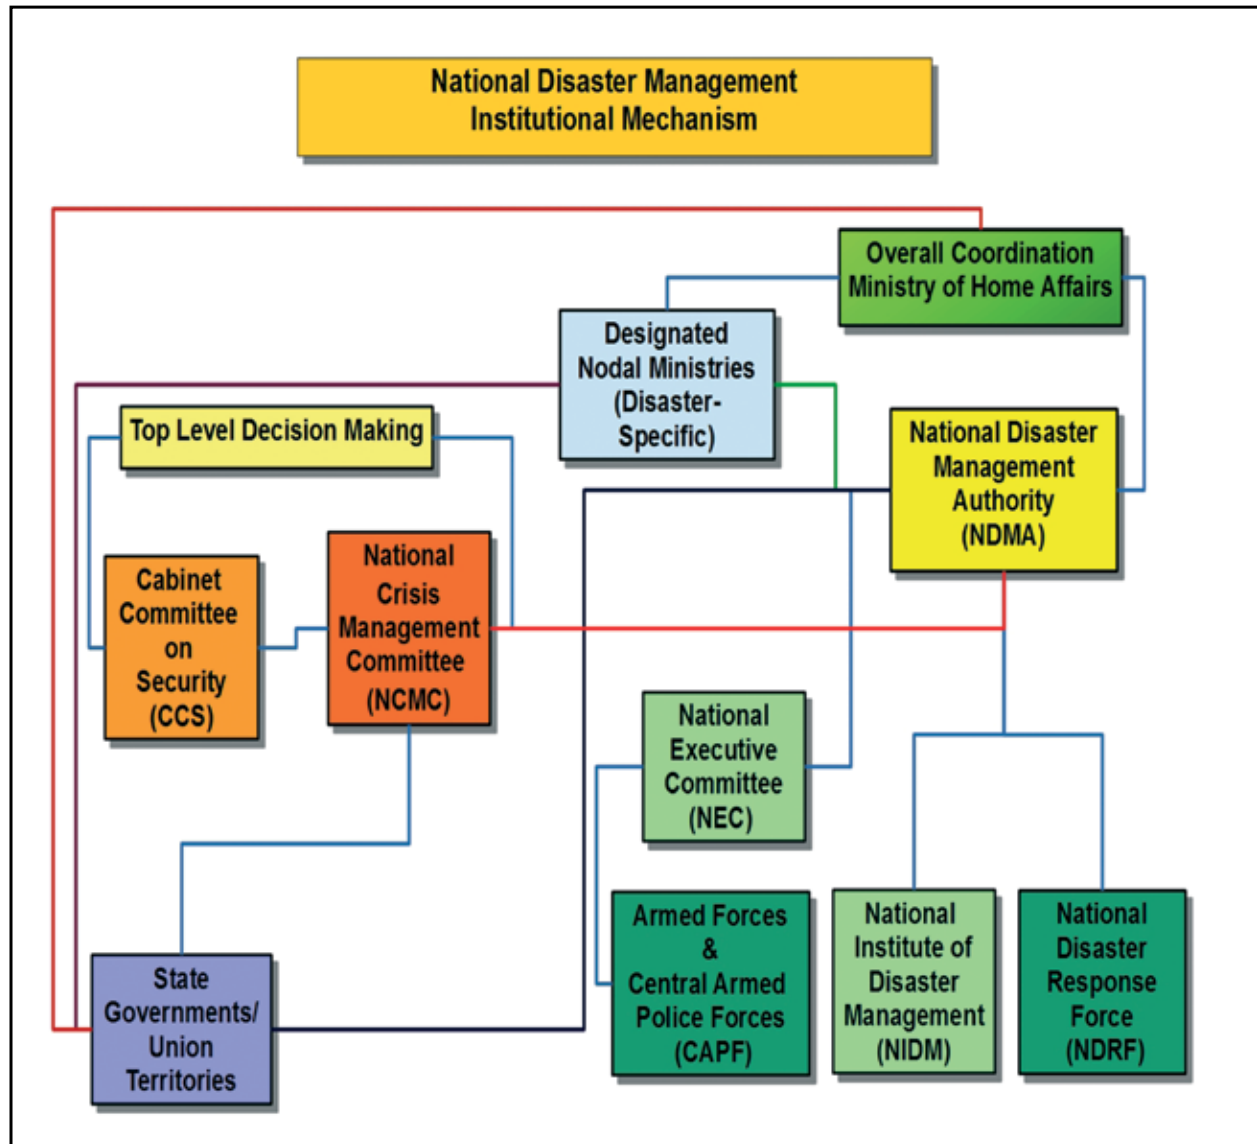 National Disaster Management
Institutional Mechanism
Overall Coordination
Ministry of Home Affairs
Designated
Nodal Ministries
(Disaster-
Specific)
Top Level Decision Making
National Disaster
Management
Authority
(NDMA)
Cabinet
Committee
on
Security
(CCS)
National
Crisis
Management
Committee
(NCMC)
National
Executive
Committee
(NEC)
State
Governments/
Union
Territories
Armed Forces
&
Central Armed
Police Forces
(CAPF)
National
Institute of
Disaster
Management
(NIDM)
National
Disaster
Response
Force
(NDRF)